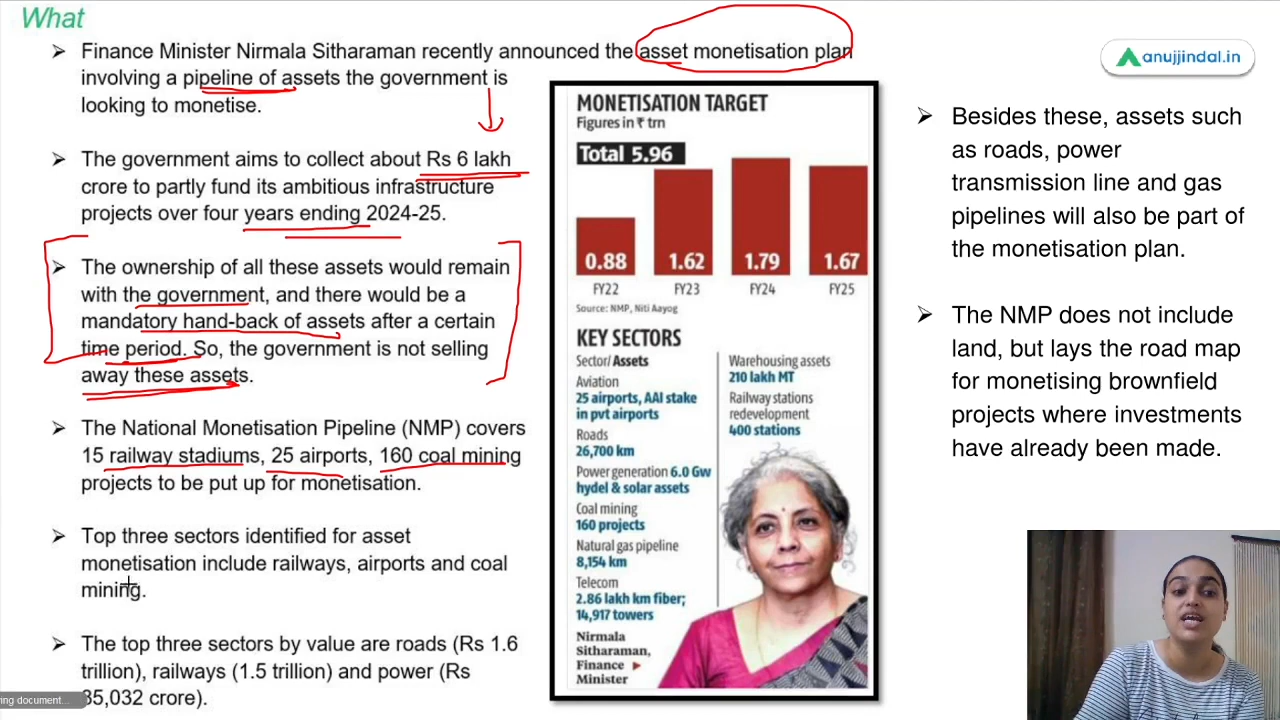 What
➢ Finance Minister Nirmala Sitharaman recently announced the asset monetisation plan
involving a pipeline of assets the government is
looking to monetise.
➢ The government aims to collect about Rs 6 lakh
crore to partly fund its ambitious infrastructure
projects over four years ending 2024-25.
➢ The ownership of all these assets would remain
with the government, and there would be a
mandatory hand-back of assets after a certain
time period. So, the government is not selling
away these assets.
➢ The National Monetisation Pipeline (NMP) covers
15 railway stadiums, 25 airports, 160 coal mining
projects to be put up for monetisation.
➢ Top three sectors identified for asset
monetisation include railways, airports and coal
mining.
➢ The top three sectors by value are roads (Rs 1.6
trillion), railways (1.5 trillion) and power (Rs
85,032 crore).
MONETISATION TARGET
Figures in ₹ trn
Total 5.96
0.88 1.62 1.79 1.67
FY22 FY23 FY24 FY25
Source: NMP, Niti Aayog
KEY SECTORS
Sector/Assets
Aviation
25 airports, AAI stake
in pvt airports
Roads
26,700 km
Power generation 6.0 Gw
hydel & solar assets
Coal mining
160 projects
Natural gas pipeline
8,154 km
Telecom
2.86 lakh km fiber;
14,917 towers
Warehousing assets
210 lakh MT
Railway stations
redevelopment
400 stations
Nirmala
Sitharaman,
Finance ▶
Minister
anujjindal.in
➢ Besides these, assets such
as roads, power
transmission line and gas
pipelines will also be part of
the monetisation plan.
➢ The NMP does not include
land, but lays the road map
for monetising brownfield
projects where investments
have already been made.
document...